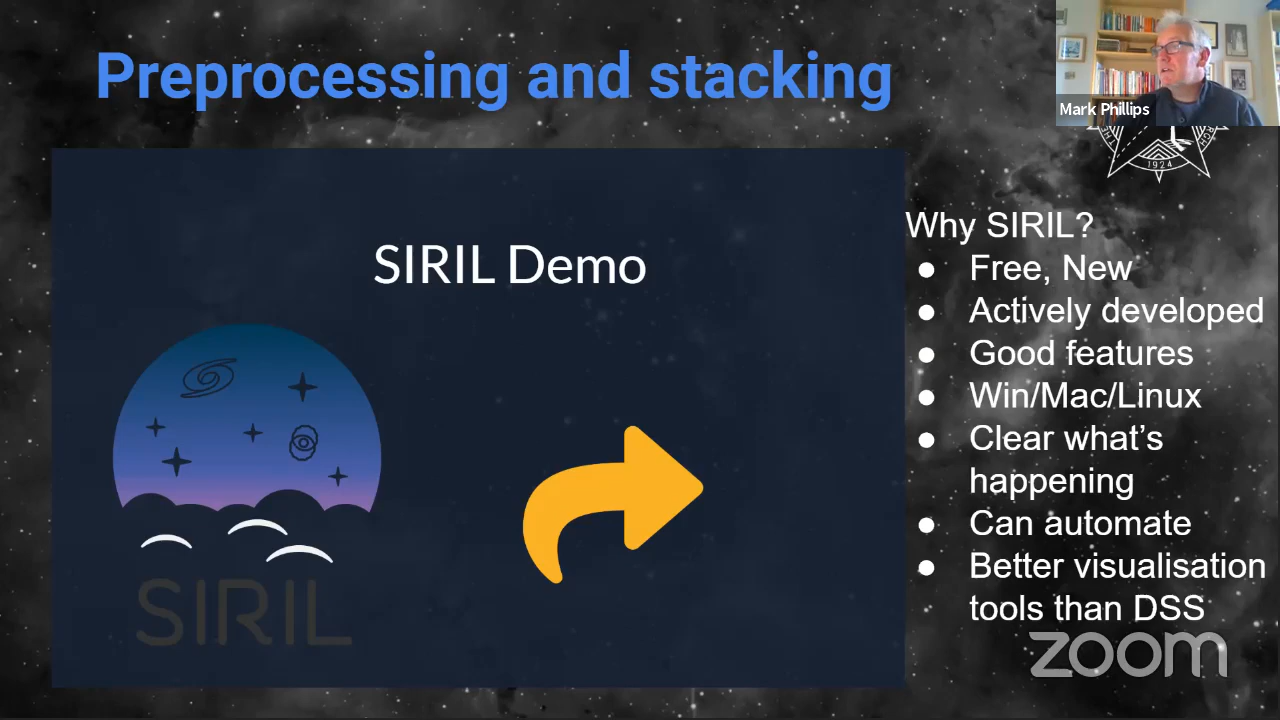 Preprocessing and stacking
Mark Phillips
1924
SIRIL Demo
SIRIL
Why SIRIL?
● Free, New
● Actively developed
● Good features
● Win/Mac/Linux
● Clear what's
happening
● Can automate
● Better visualisation
tools than DSS
zoom